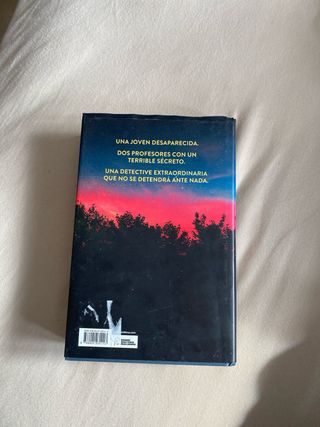 UNA JOVEN DESAPARECIDA.
DOS PROFESORES CON UN
TERRIBLE SECRETO.
UNA DETECTIVE EXTRAORDINARIA
QUE NO SE DETENDRÁ ANTE NADA.